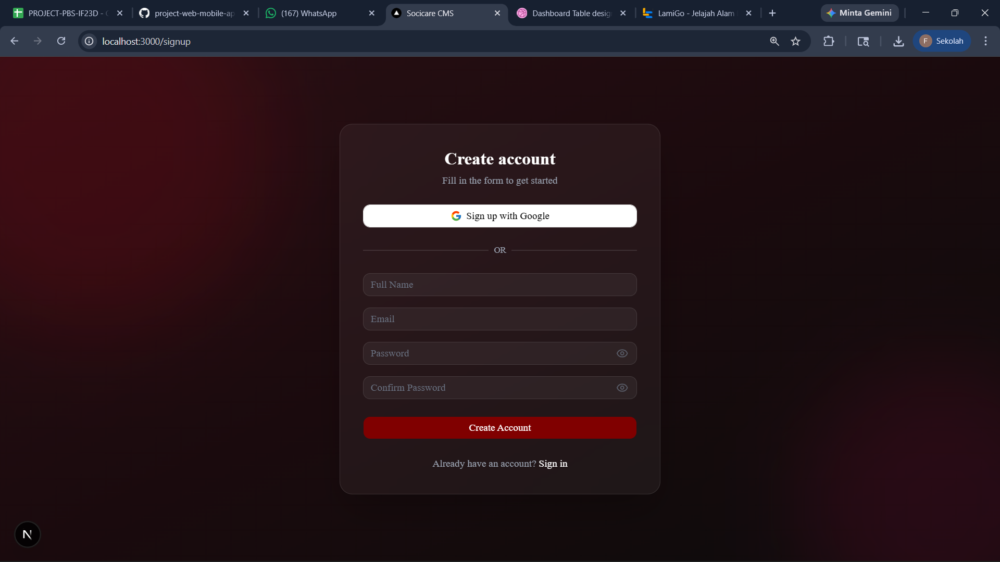 PROJECT-PBS-IF23D -
project-web-mobile-ap
(167) WhatsApp
Socicare CMS
Dashboard Table desig
LamiGo - Jelajah Alam
Minta Gemini
localhost:3000/signup
F
Sekolah
Create account
Fill in the form to get started
Sign up with Google
OR
Full Name
Email
Password
Confirm Password
Create Account
Already have an account? Sign in
N